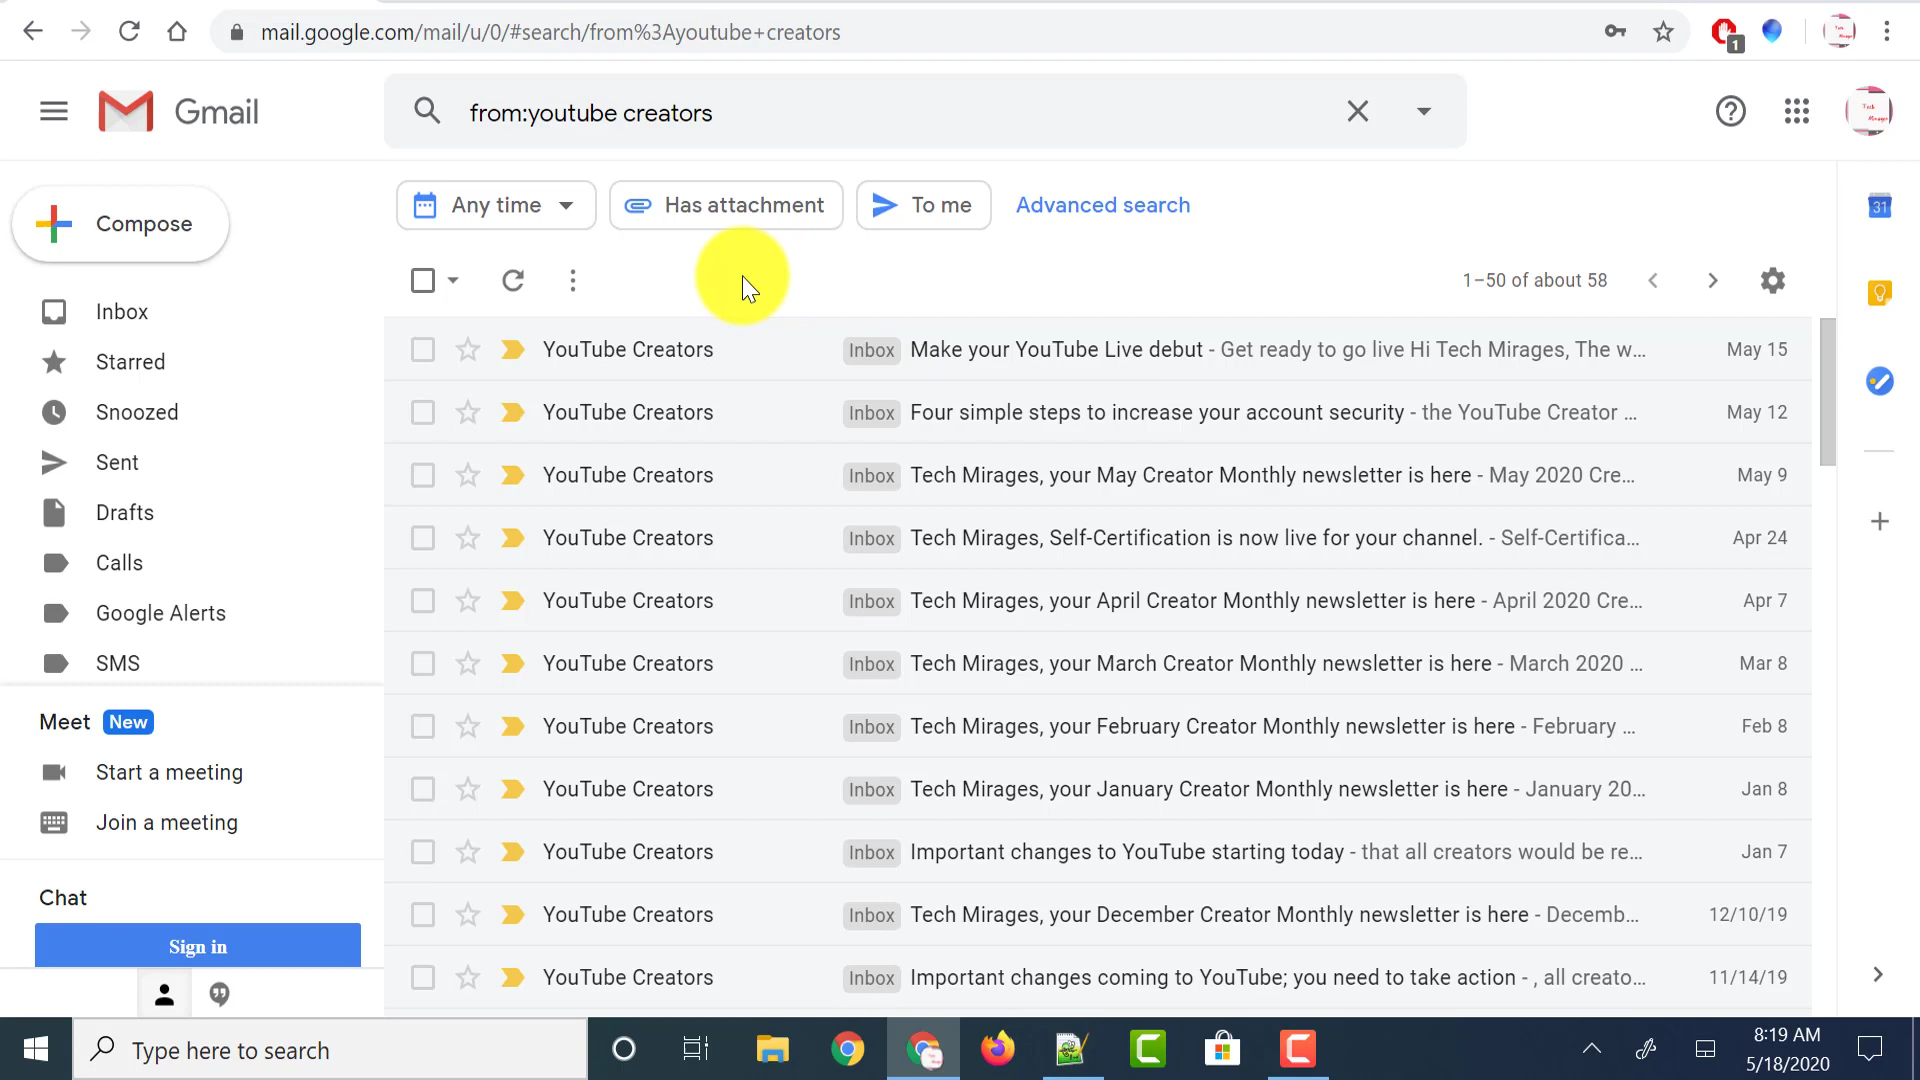 mail.google.com/mail/u/0/#search/from%3Ayoutube+creators
1
Gmail
from:youtube creators
Compose
Any time
Has attachment
To me
Advanced search
31
1–50 of about 58
Inbox
Starred
Snoozed
Sent
Drafts
Calls
Google Alerts
SMS
Meet New
Start a meeting
Join a meeting
Chat
Sign in
YouTube Creators Inbox Make your YouTube Live debut - Get ready to go live Hi Tech Mirages, The w... May 15
YouTube Creators Inbox Four simple steps to increase your account security - the YouTube Creator ... May 12
YouTube Creators Inbox Tech Mirages, your May Creator Monthly newsletter is here - May 2020 Cre... May 9
YouTube Creators Inbox Tech Mirages, Self-Certification is now live for your channel. - Self-Certifica... Apr 24
YouTube Creators Inbox Tech Mirages, your April Creator Monthly newsletter is here - April 2020 Cre... Apr 7
YouTube Creators Inbox Tech Mirages, your March Creator Monthly newsletter is here - March 2020 ... Mar 8
YouTube Creators Inbox Tech Mirages, your February Creator Monthly newsletter is here - February ... Feb 8
YouTube Creators Inbox Tech Mirages, your January Creator Monthly newsletter is here - January 20... Jan 8
YouTube Creators Inbox Important changes to YouTube starting today - that all creators would be re... Jan 7
YouTube Creators Inbox Tech Mirages, your December Creator Monthly newsletter is here - Decemb... 12/10/19
YouTube Creators Inbox Important changes coming to YouTube; you need to take action - , all creato... 11/14/19
Type here to search
8:19 AM
5/18/2020